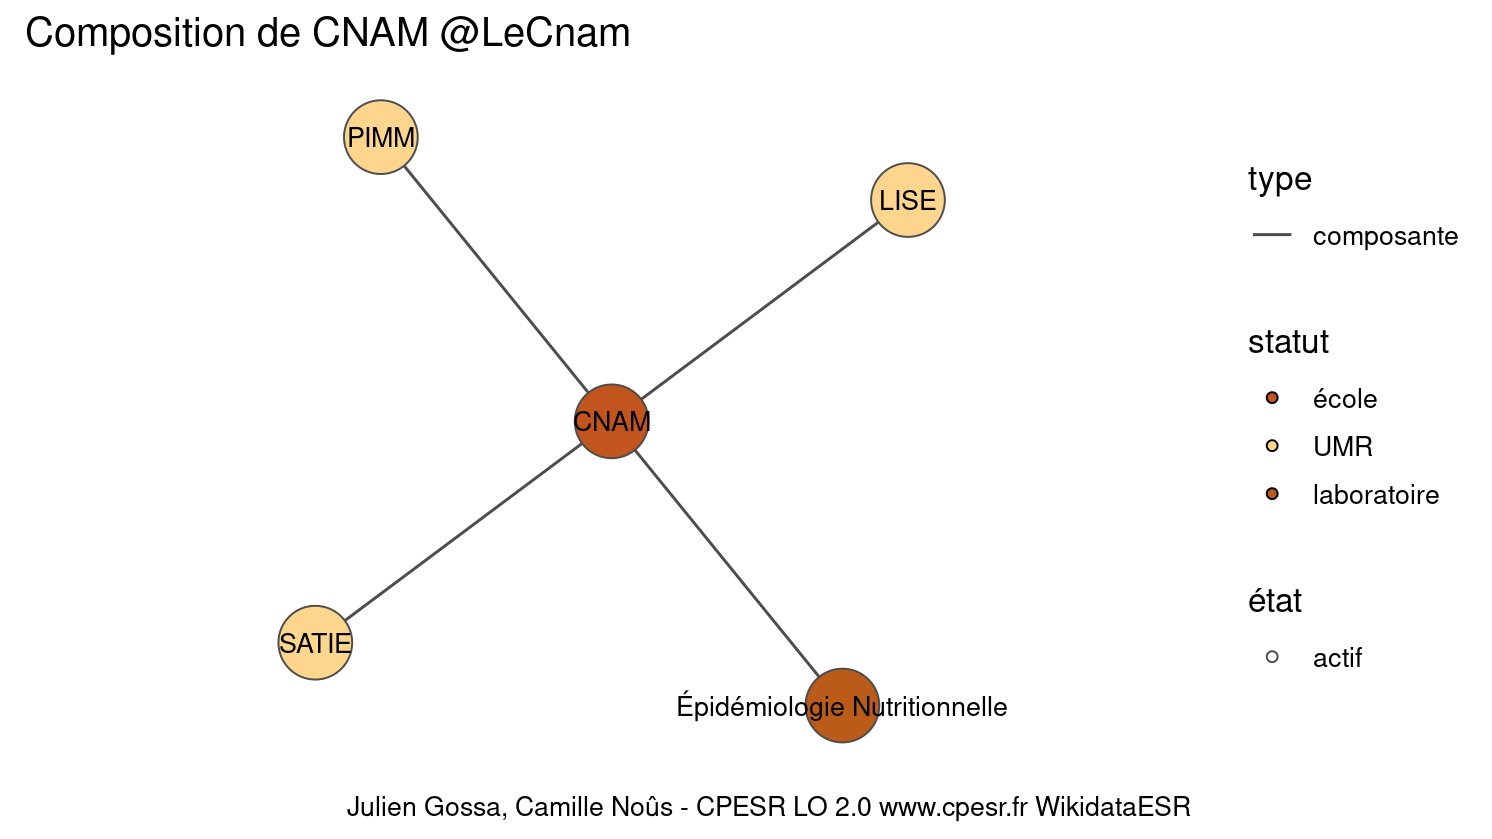 Composition de CNAM @LeCnam
PIMM
LISE
CNAM
SATIE
Épidémiologie Nutritionnelle
type
composante
statut
école
UMR
laboratoire
état
actif
Julien Gossa, Camille Noûs - CPESR LO 2.0 www.cpesr.fr WikidataESR